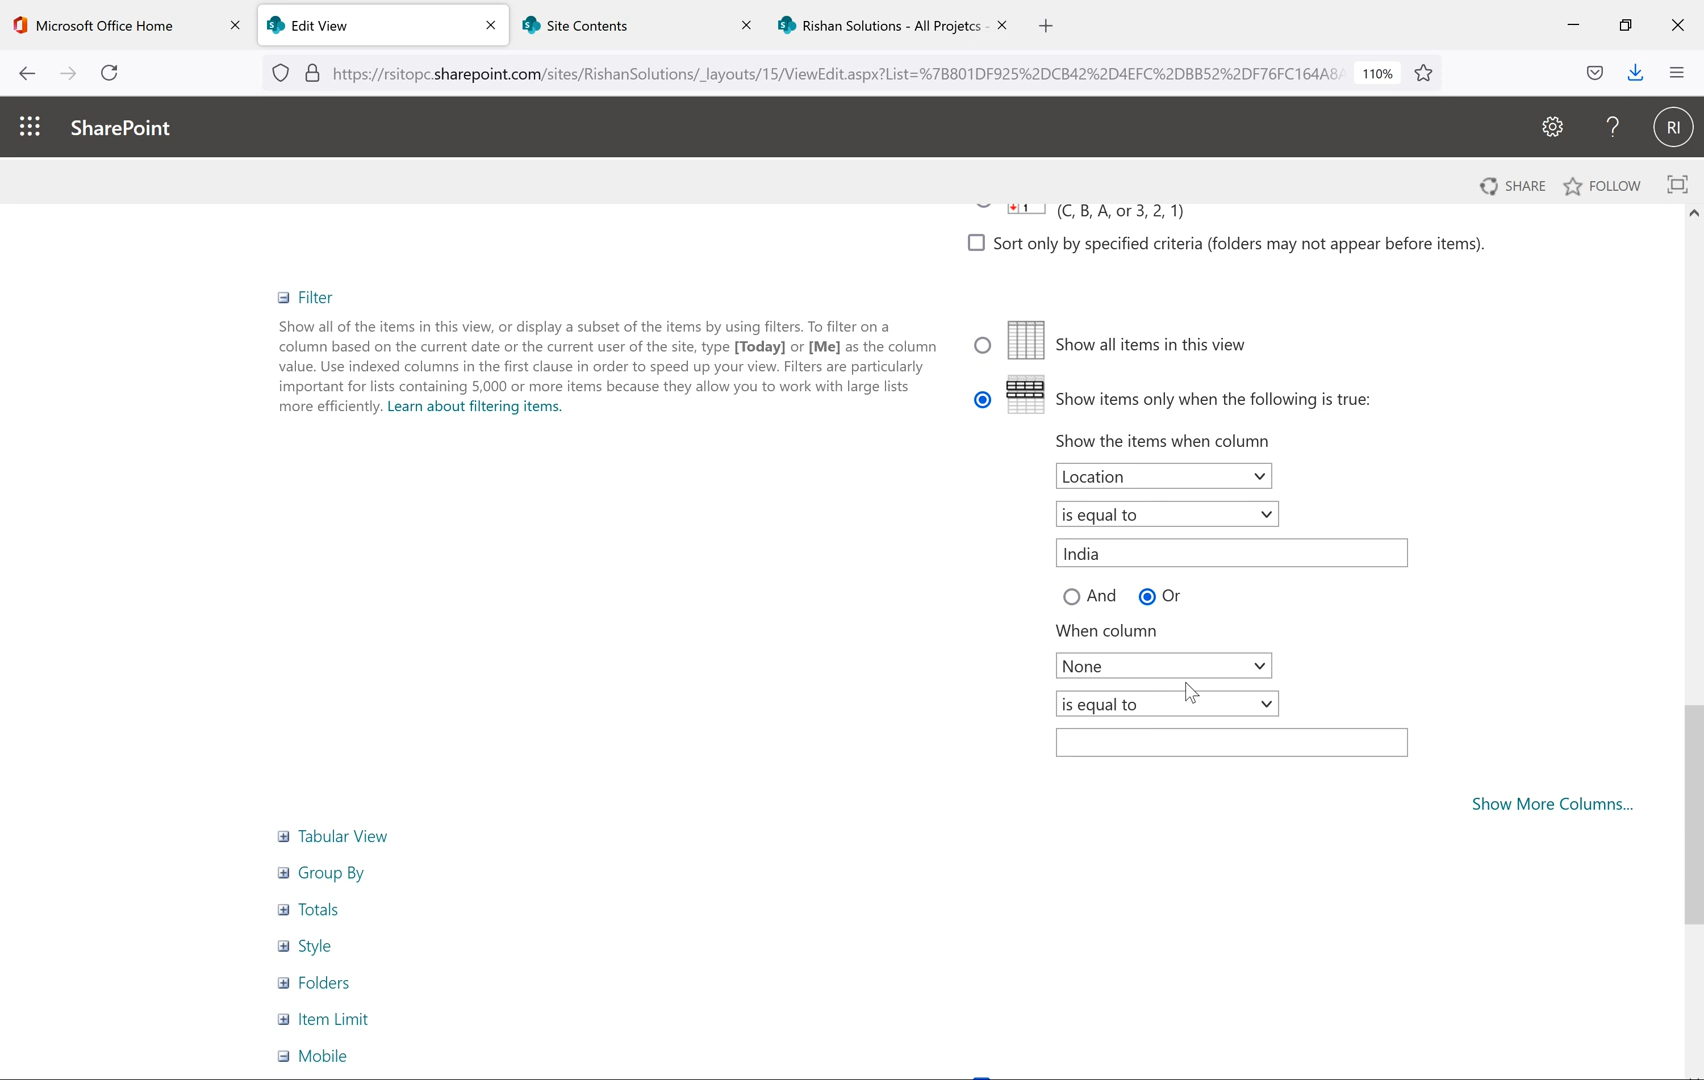 Microsoft Office Home
Edit View
Site Contents
Rishan Solutions - All Projetcs -
https://rsitopc.sharepoint.com/sites/RishanSolutions/_layouts/15/ViewEdit.aspx?List=%7B801DF925%2DCB42%2D4EFC%2DBB52%2DF76FC164A8A
110%
SharePoint
?
RI
SHARE
FOLLOW
1
(C, B, A, or 3, 2, 1)
Sort only by specified criteria (folders may not appear before items).
Filter
Show all of the items in this view, or display a subset of the items by using filters. To filter on a
column based on the current date or the current user of the site, type [Today] or [Me] as the column
value. Use indexed columns in the first clause in order to speed up your view. Filters are particularly
important for lists containing 5,000 or more items because they allow you to work with large lists
more efficiently. Learn about filtering items.
Show all items in this view
Show items only when the following is true:
Show the items when column
Location
is equal to
India
And Or
When column
None
is equal to
Show More Columns...
Tabular View
Group By
Totals
Style
Folders
Item Limit
Mobile